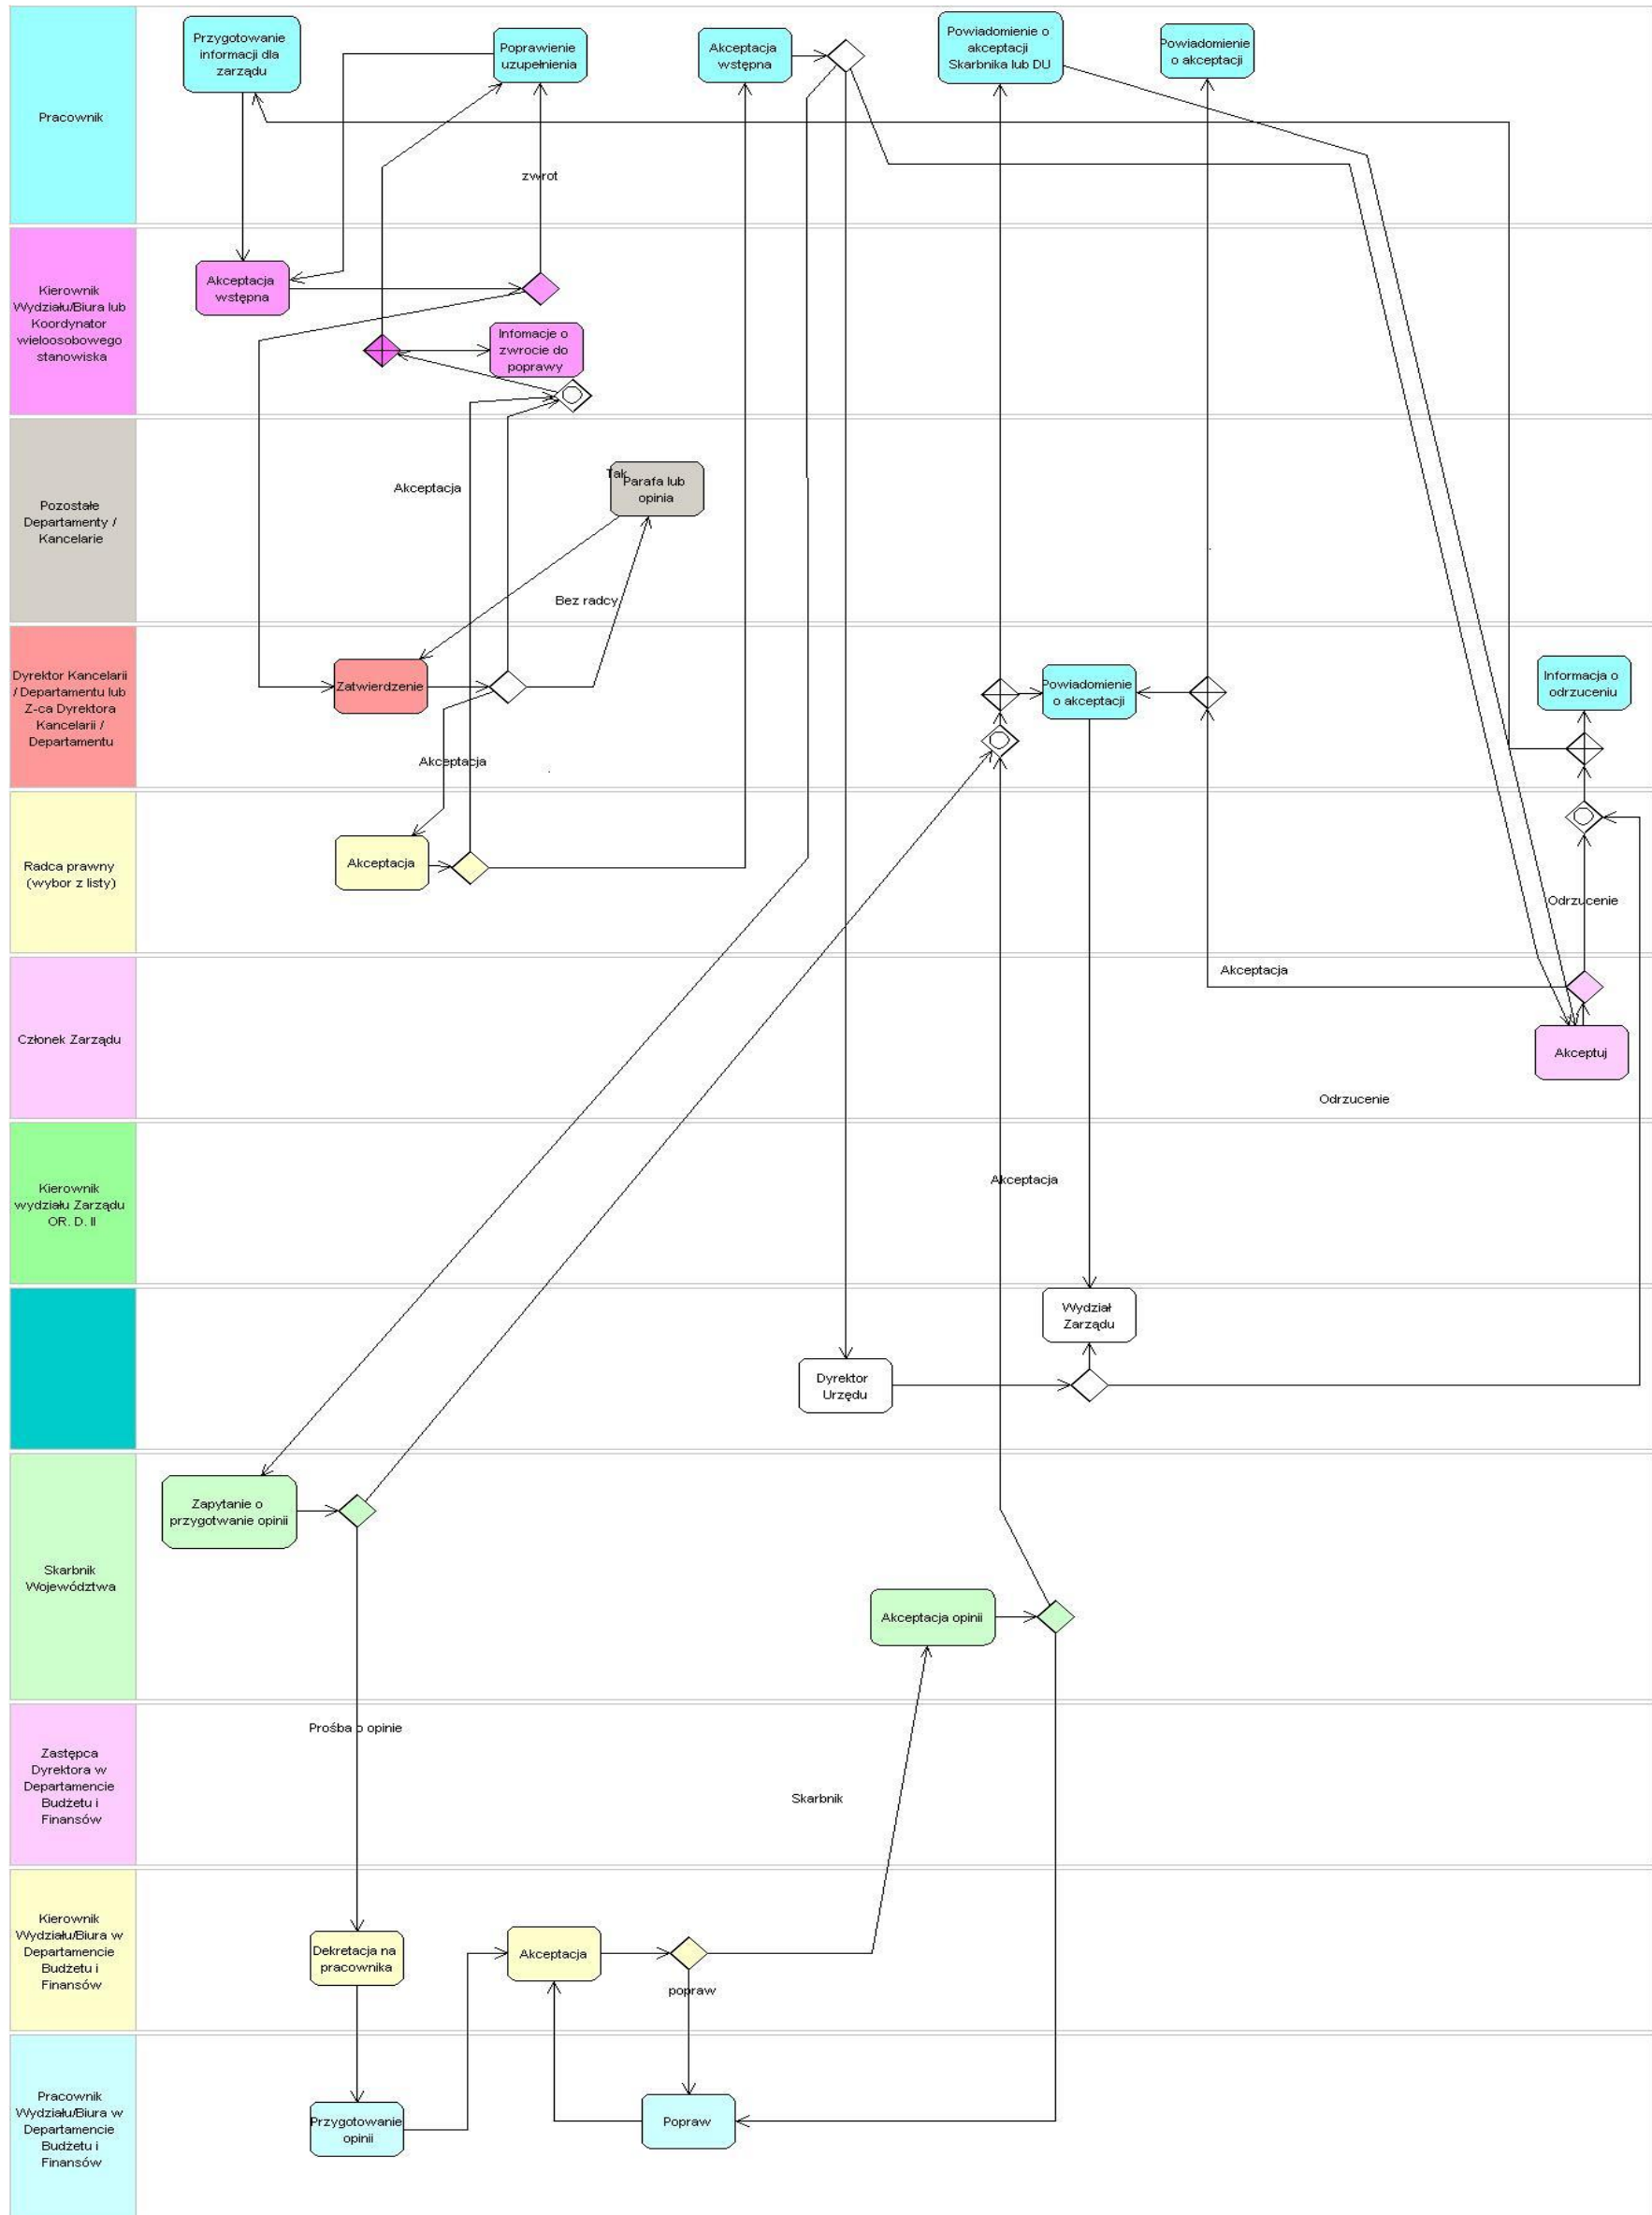 Pracownik
Przygotowanie
informacji dla
zarządu
Poprawienie
uzupełnienia
Akceptacja
wstępna
Powiadomienie o
akceptacji
Skarbnika lub DU
Powiadomienie
o akceptacji
zwrot
Kierownik
Wydziału/Biura lub
Koordynator
wieloosobowego
stanowiska
Akceptacja
wstępna
Infomacje o
zwrocie do
poprawy
Pozostałe
Departamenty /
Kancelarie
Akceptacja
Tak
Parafa lub
opinia
Bez radcy
Dyrektor Kancelarii
/ Departamentu lub
Z-ca Dyrektora
Kancelarii /
Departamentu
Zatwierdzenie
Akceptacja
Powiadomienie
o akceptacji
Informacja o
odrzuceniu
Radca prawny
(wybor z listy)
Akceptacja
Odrzucenie
Członek Zarządu
Akceptacja
Akceptuj
Odrzucenie
Kierownik
wydziału Zarządu
OR. D. II
Akceptacja
Wydział
Zarządu
Dyrektor
Urzędu
Skarbnik
Województwa
Zapytanie o
przygotwanie opinii
Akceptacja opinii
Zastępca
Dyrektora w
Departamencie
Budżetu i
Finansów
Prośba o opinie
Skarbnik
Kierownik
Wydziału/Biura w
Departamencie
Budżetu i
Finansów
Dekretacja na
pracownika
Akceptacja
popraw
Pracownik
Wydziału/Biura w
Departamencie
Budżetu i
Finansów
Przygotowanie
opinii
Popraw